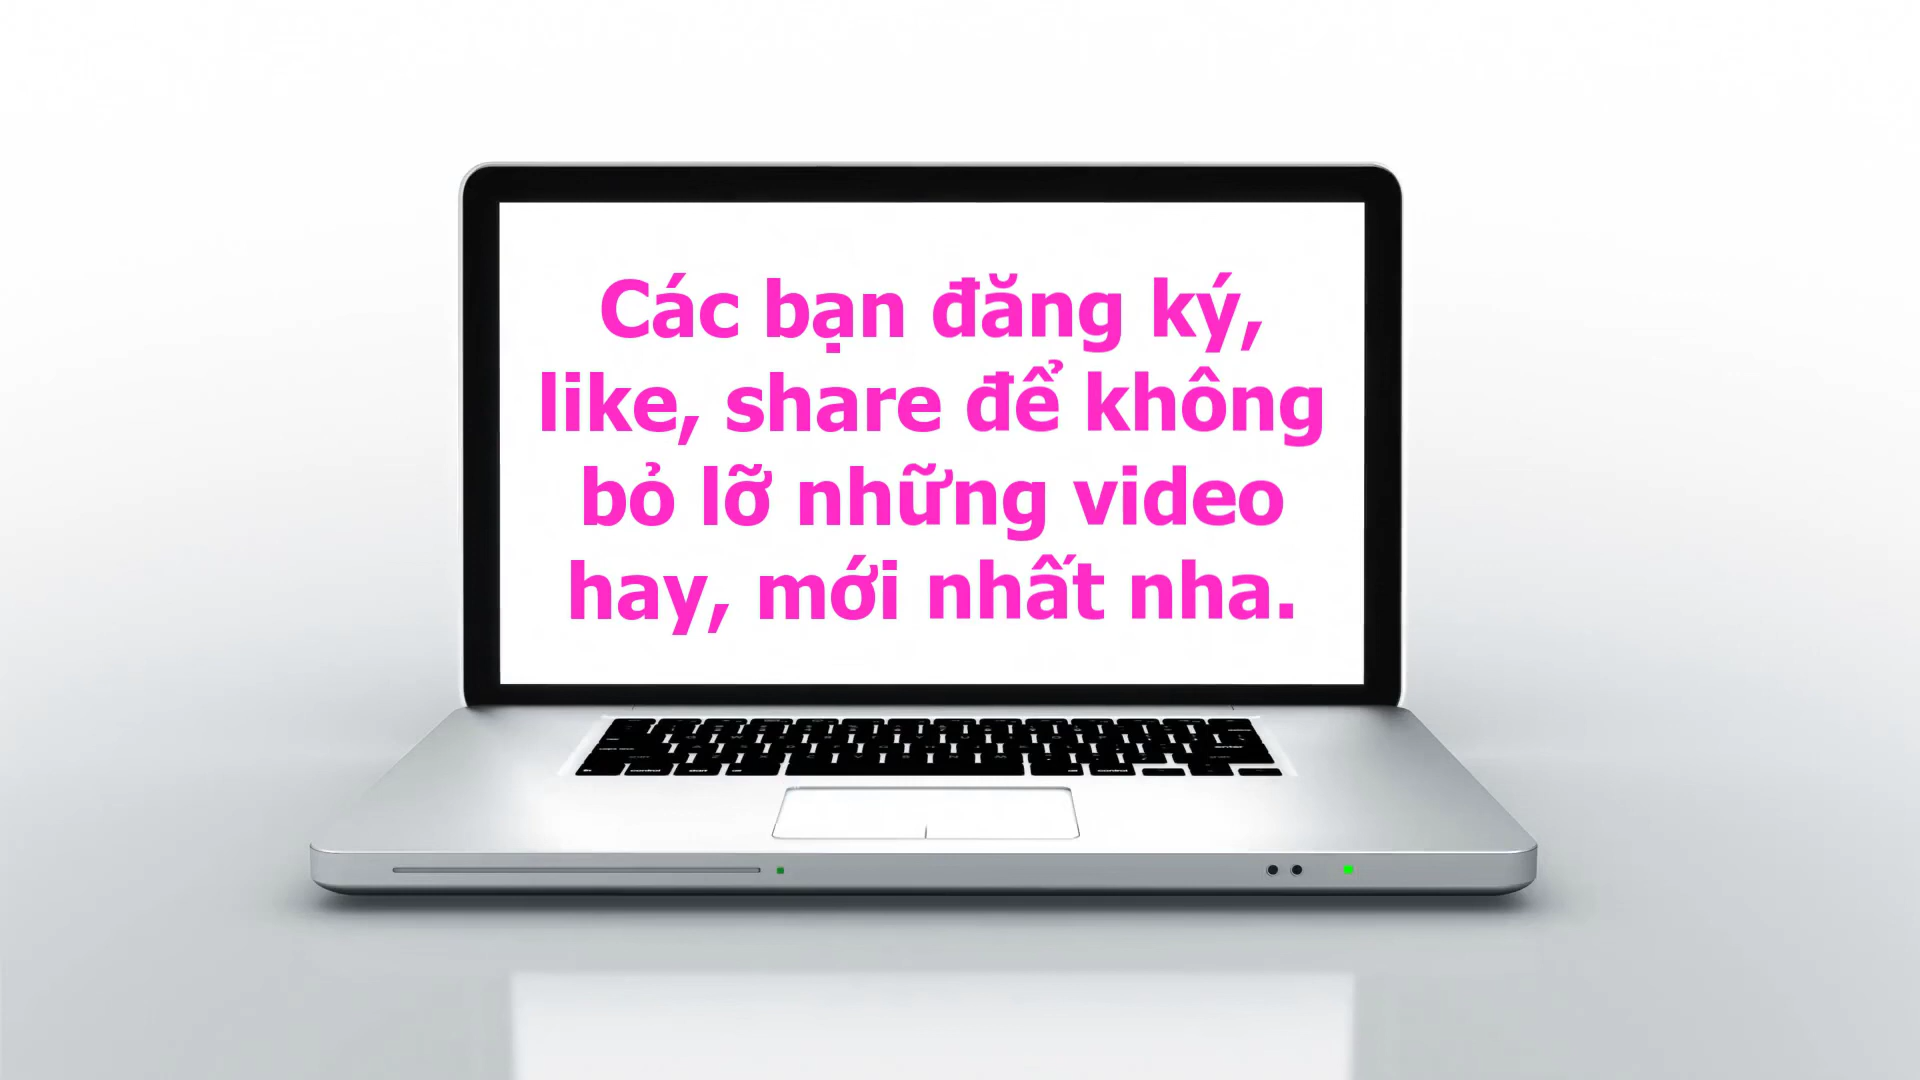 Các bạn đăng ký,
like, share để không
bỏ lỡ những video
hay, mới nhất nha.